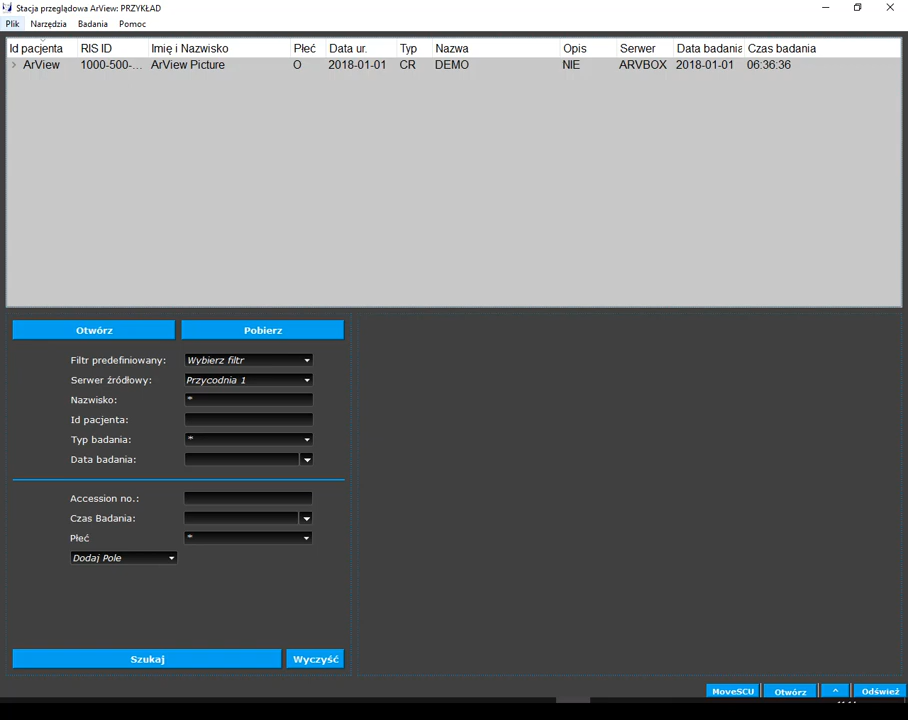 Stacja przeglądowa ArView: PRZYKŁAD
Plik Narzędzia Badania Pomoc
Id pacjenta RIS ID Imię i Nazwisko Płeć Data ur. Typ Nazwa Opis Serwer Data badania Czas badania
ArView 1000-500-... ArView Picture O 2018-01-01 CR DEMO NIE ARVBOX 2018-01-01 06:36:36
Otwórz Pobierz
Filtr predefiniowany: Wybierz filtr
Serwer źródłowy: Przycodnia 1
Nazwisko: *
Id pacjenta:
Typ badania: *
Data badania:
Accession no.:
Czas Badania:
Płeć *
Dodaj Pole
Szukaj Wyczyść
MoveSCU Otwórz ^ Odśwież